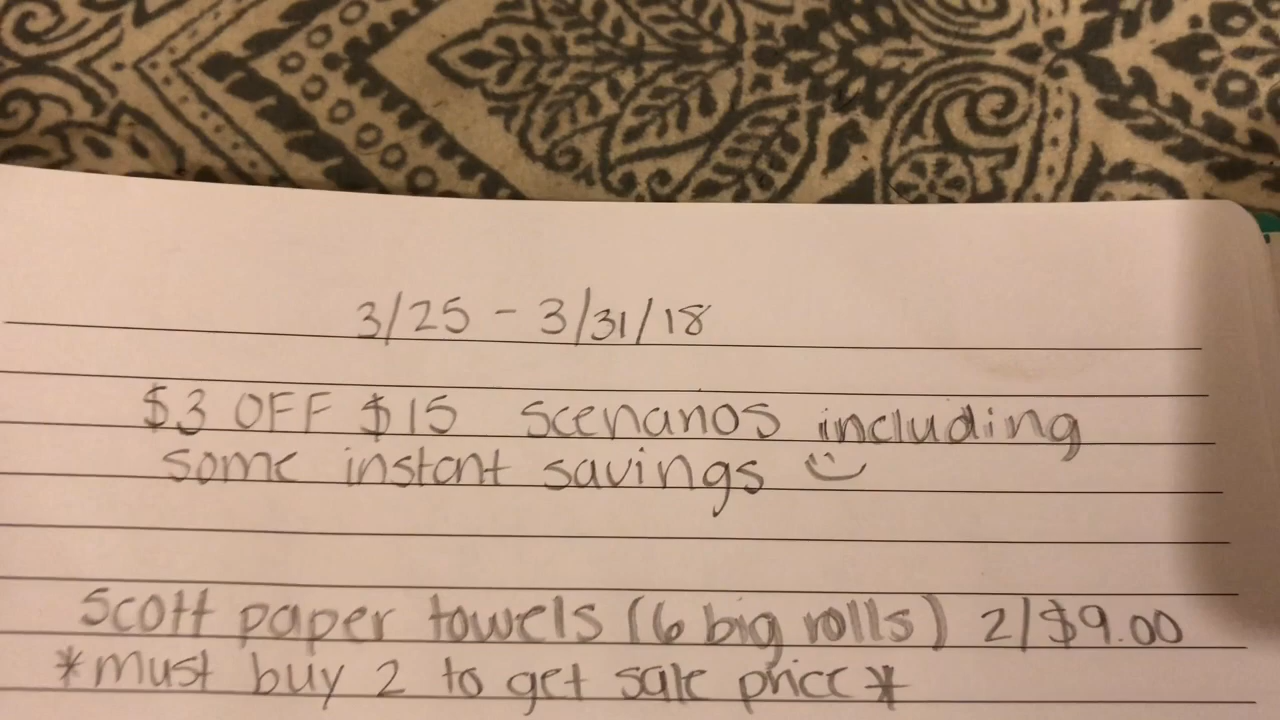 3/25 - 3/31/18
$3 OFF $15 scenarios including
some instant savings
Scott paper towels (6 big rolls) 2/$9.00
*must buy 2 to get sale price*